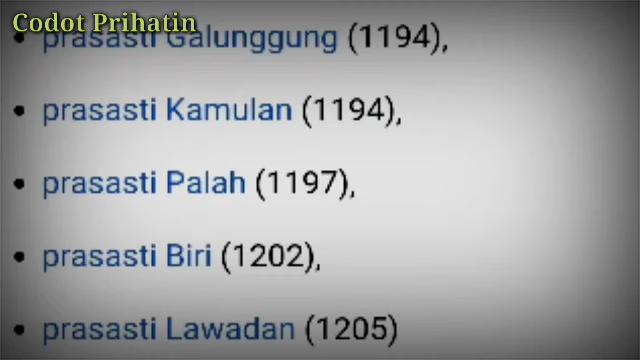 Codot Prihatin
• prasasti Galunggung (1194),
• prasasti Kamulan (1194),
• prasasti Palah (1197),
• prasasti Biri (1202),
• prasasti Lawadan (1205)